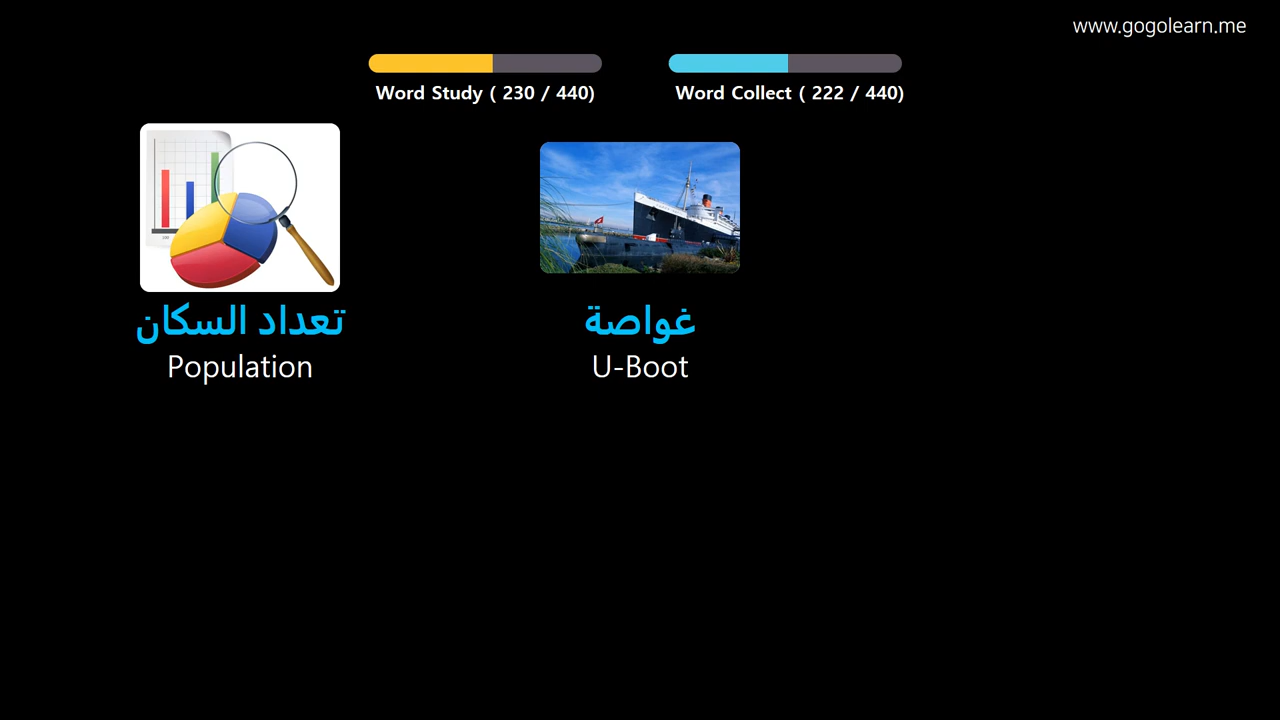 www.gogolearn.me
Word Study ( 230 / 440)
Word Collect ( 222 / 440)
تعداد السكان
Population
غواصة
U-Boot